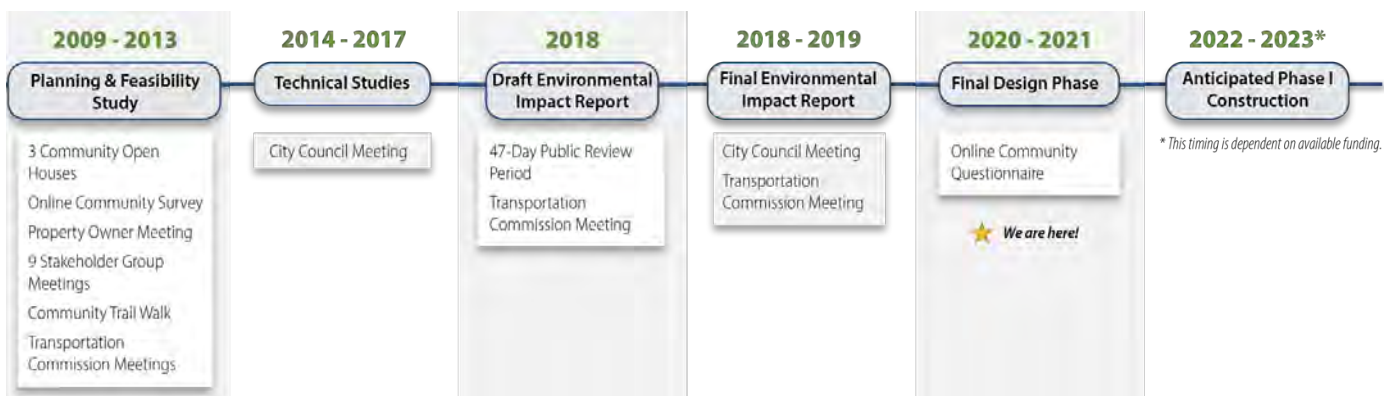 2009 - 2013
Planning & Feasibility
Study
3 Community Open
Houses
Online Community Survey
Property Owner Meeting
9 Stakeholder Group
Meetings
Community Trail Walk
Transportation
Commission Meetings
2014 - 2017
Technical Studies
City Council Meeting
2018
Draft Environmental
Impact Report
47-Day Public Review
Period
Transportation
Commission Meeting
2018 - 2019
Final Environmental
Impact Report
City Council Meeting
Transportation
Commission Meeting
2020 - 2021
Final Design Phase
Online Community
Questionnaire
We are here!
2022 - 2023*
Anticipated Phase I
Construction
* This timing is dependent on available funding.